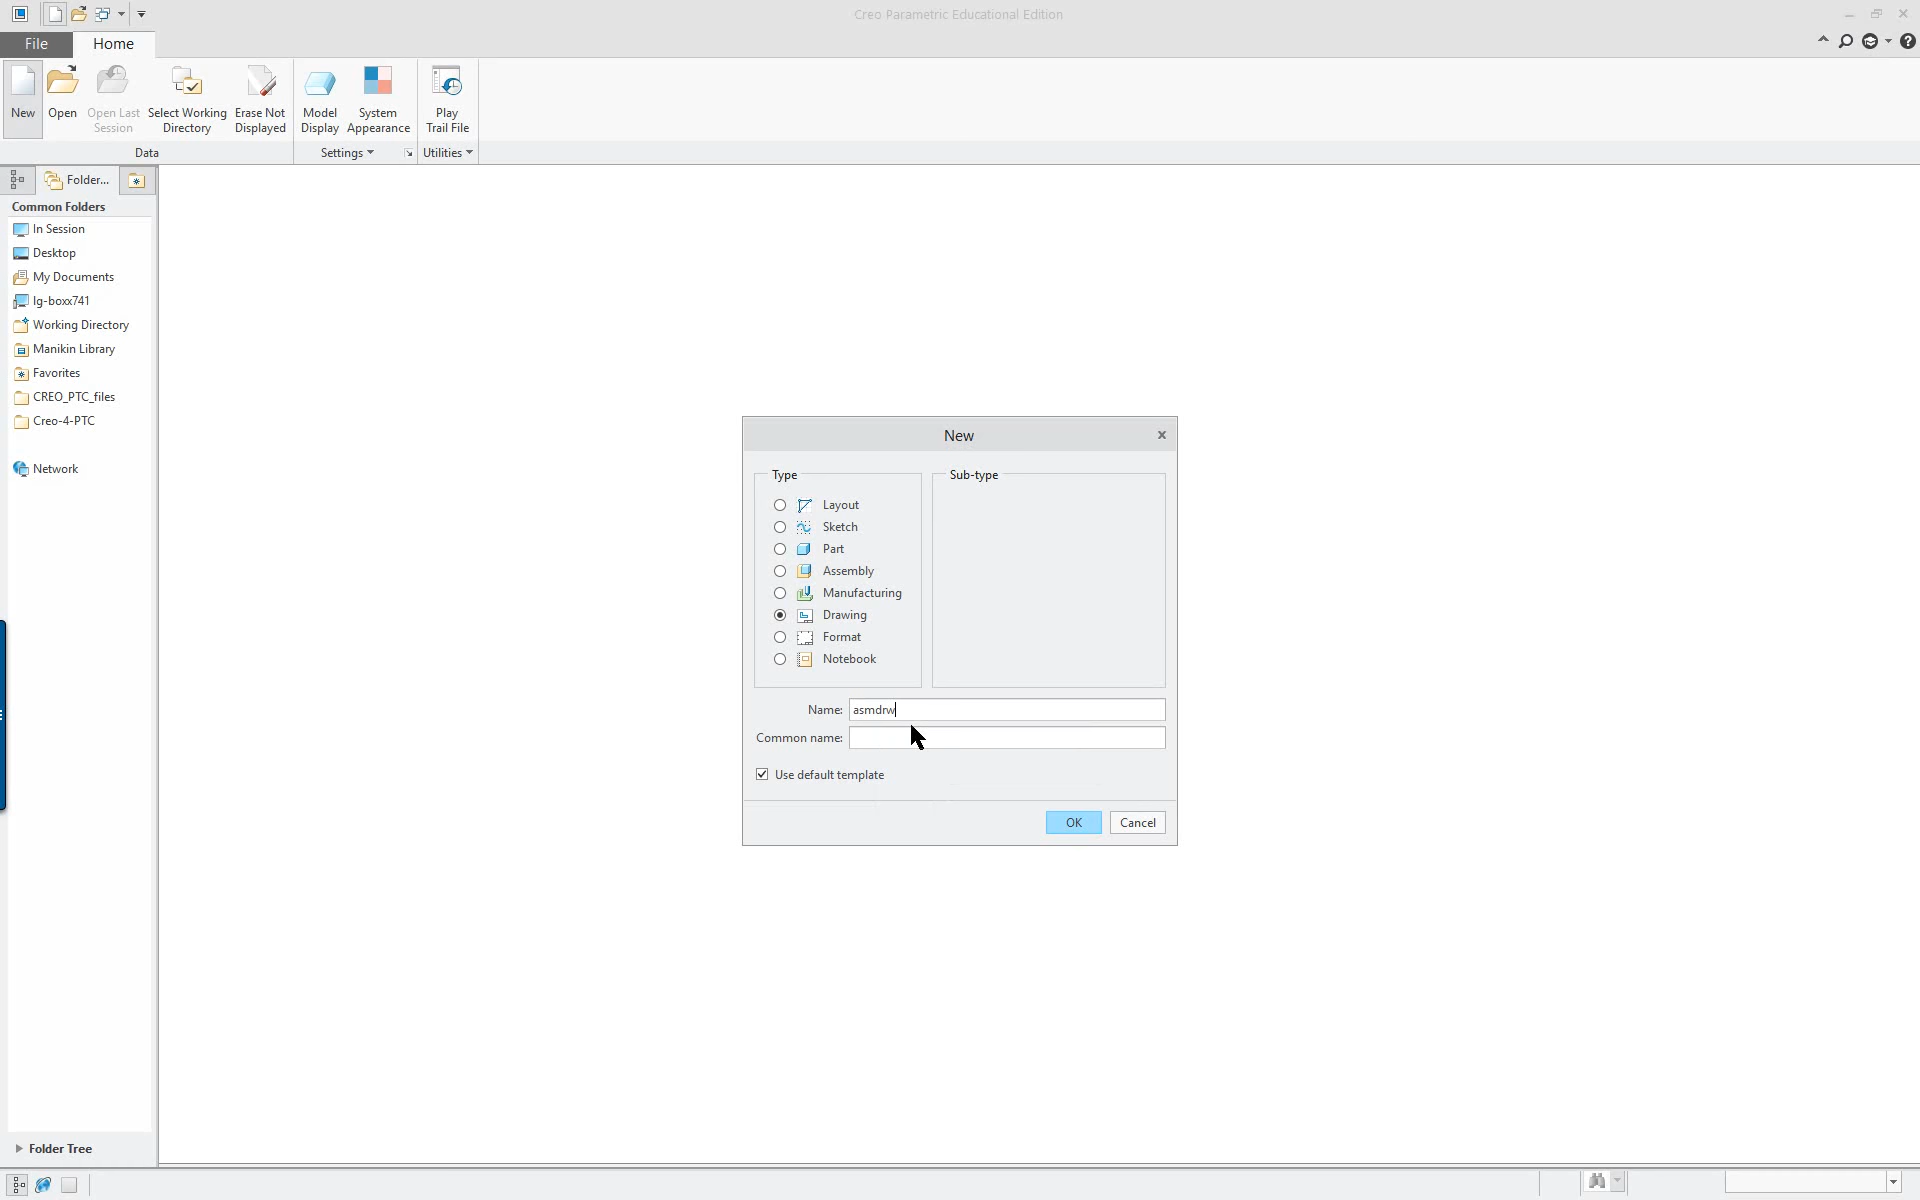 Creo Parametric Educational Edition
File
Home
New
Open
Open Last
Session
Select Working
Directory
Erase Not
Displayed
Model
Display
System
Appearance
Play
Trail File
Data
Settings
Utilities
Folder...
Common Folders
In Session
Desktop
My Documents
lg-boxx741
Working Directory
Manikin Library
Favorites
CREO_PTC_files
Creo-4-PTC
Network
Folder Tree
New
Type
Sub-type
Layout
Sketch
Part
Assembly
Manufacturing
Drawing
Format
Notebook
Name: asmdrw
Common name:
Use default template
OK
Cancel